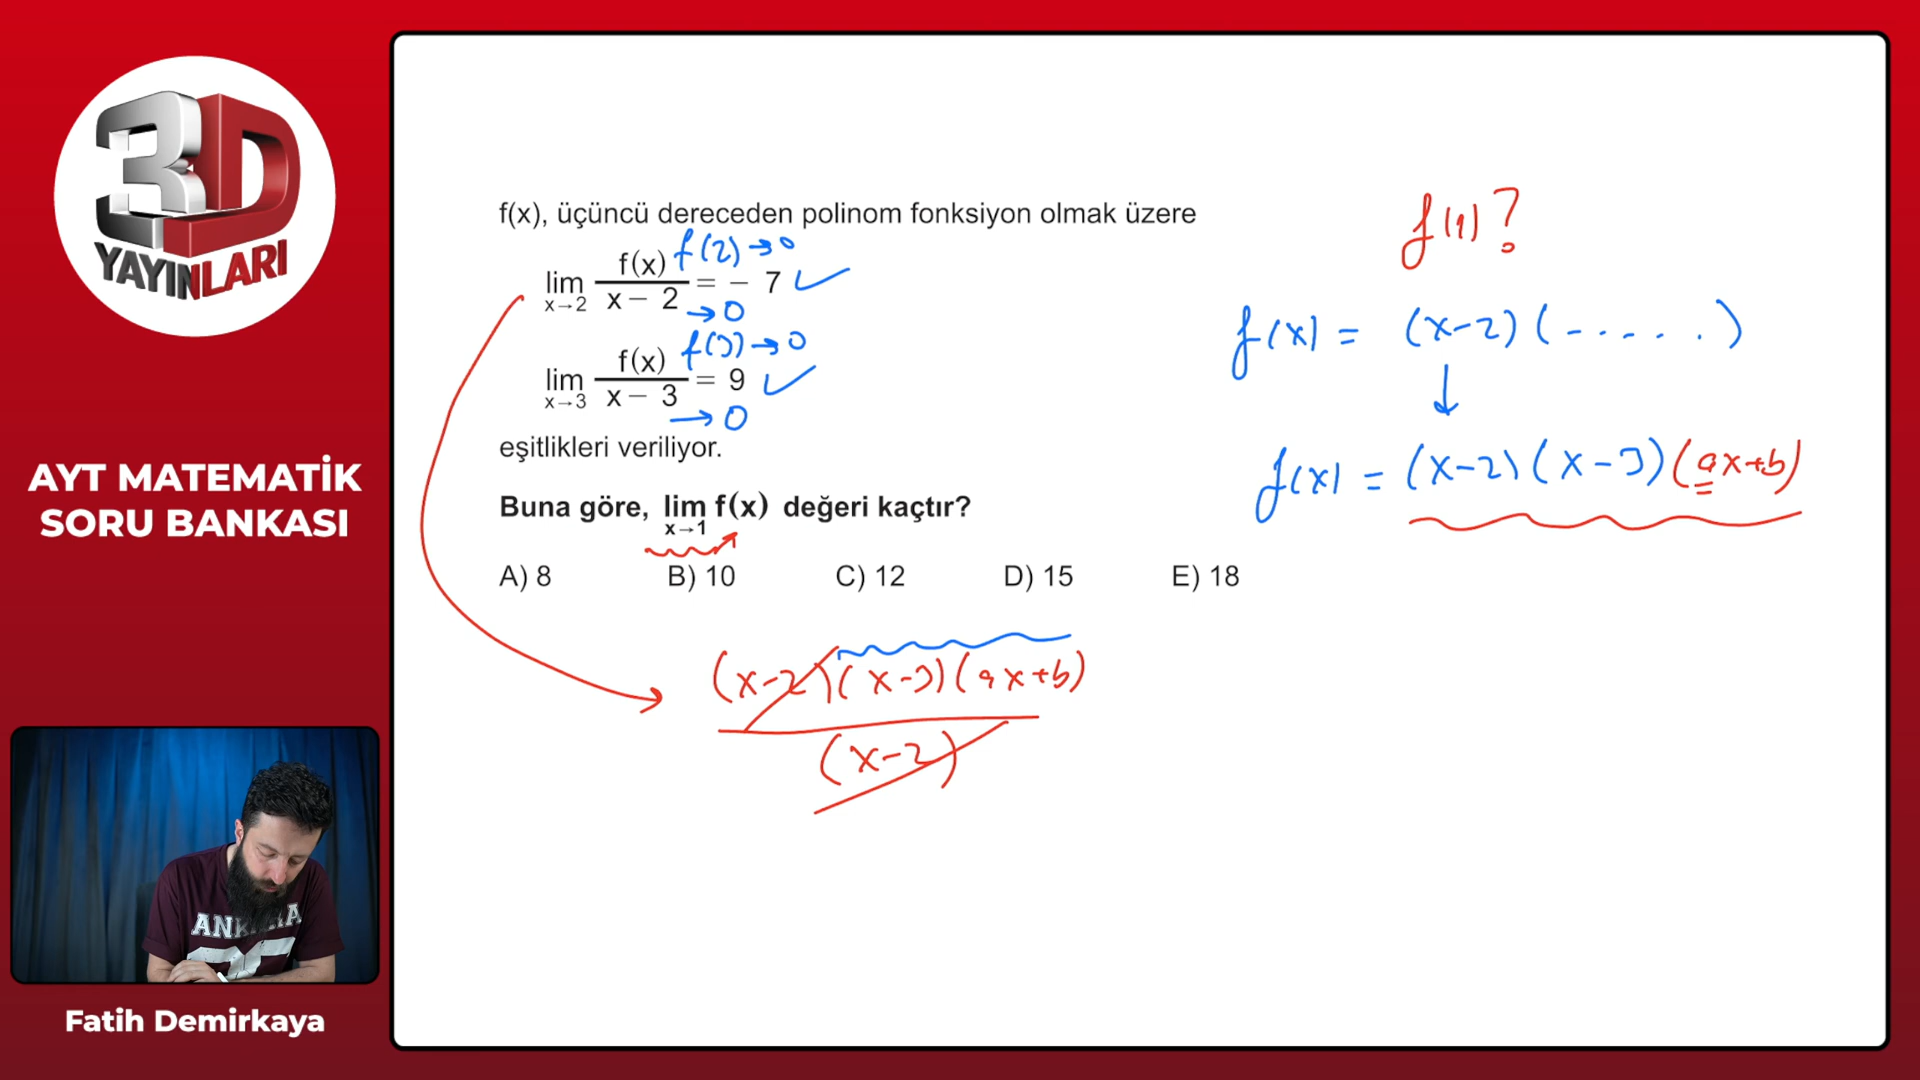 3D
YAYINLARI
AYT MATEMATİK
SORU BANKASI
ANKARA
Fatih Demirkaya
f(x), üçüncü dereceden polinom fonksiyon olmak üzere
lim x→2 f(x) / x − 2 = − 7
f(2) → 0
→ 0
lim x→3 f(x) / x − 3 = 9
f(3) → 0
→ 0
eşitlikleri veriliyor.
Buna göre, lim x→1 f(x) değeri kaçtır?
A) 8 B) 10 C) 12 D) 15 E) 18
(x-2)(x-3)(ax+b)
(x-2)
f(1)?
f(x) = (x-2)(- - - - - .)
↓
f(x) = (x-2)(x-3)(ax+b)